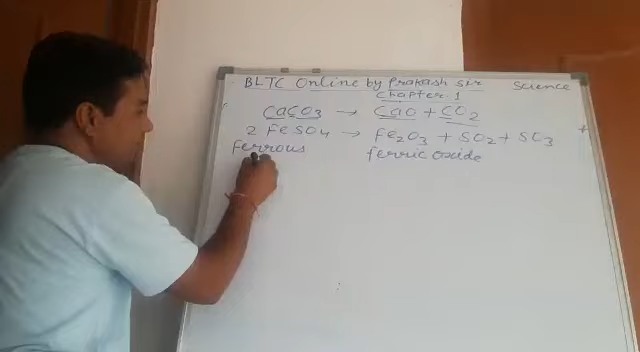 BLTC Online by Prakash sir Science
Chapter 1
CaCO3 → CaO + CO2
2 FeSO4 → Fe2O3 + SO2 + SO3
Ferrous ferric oxide